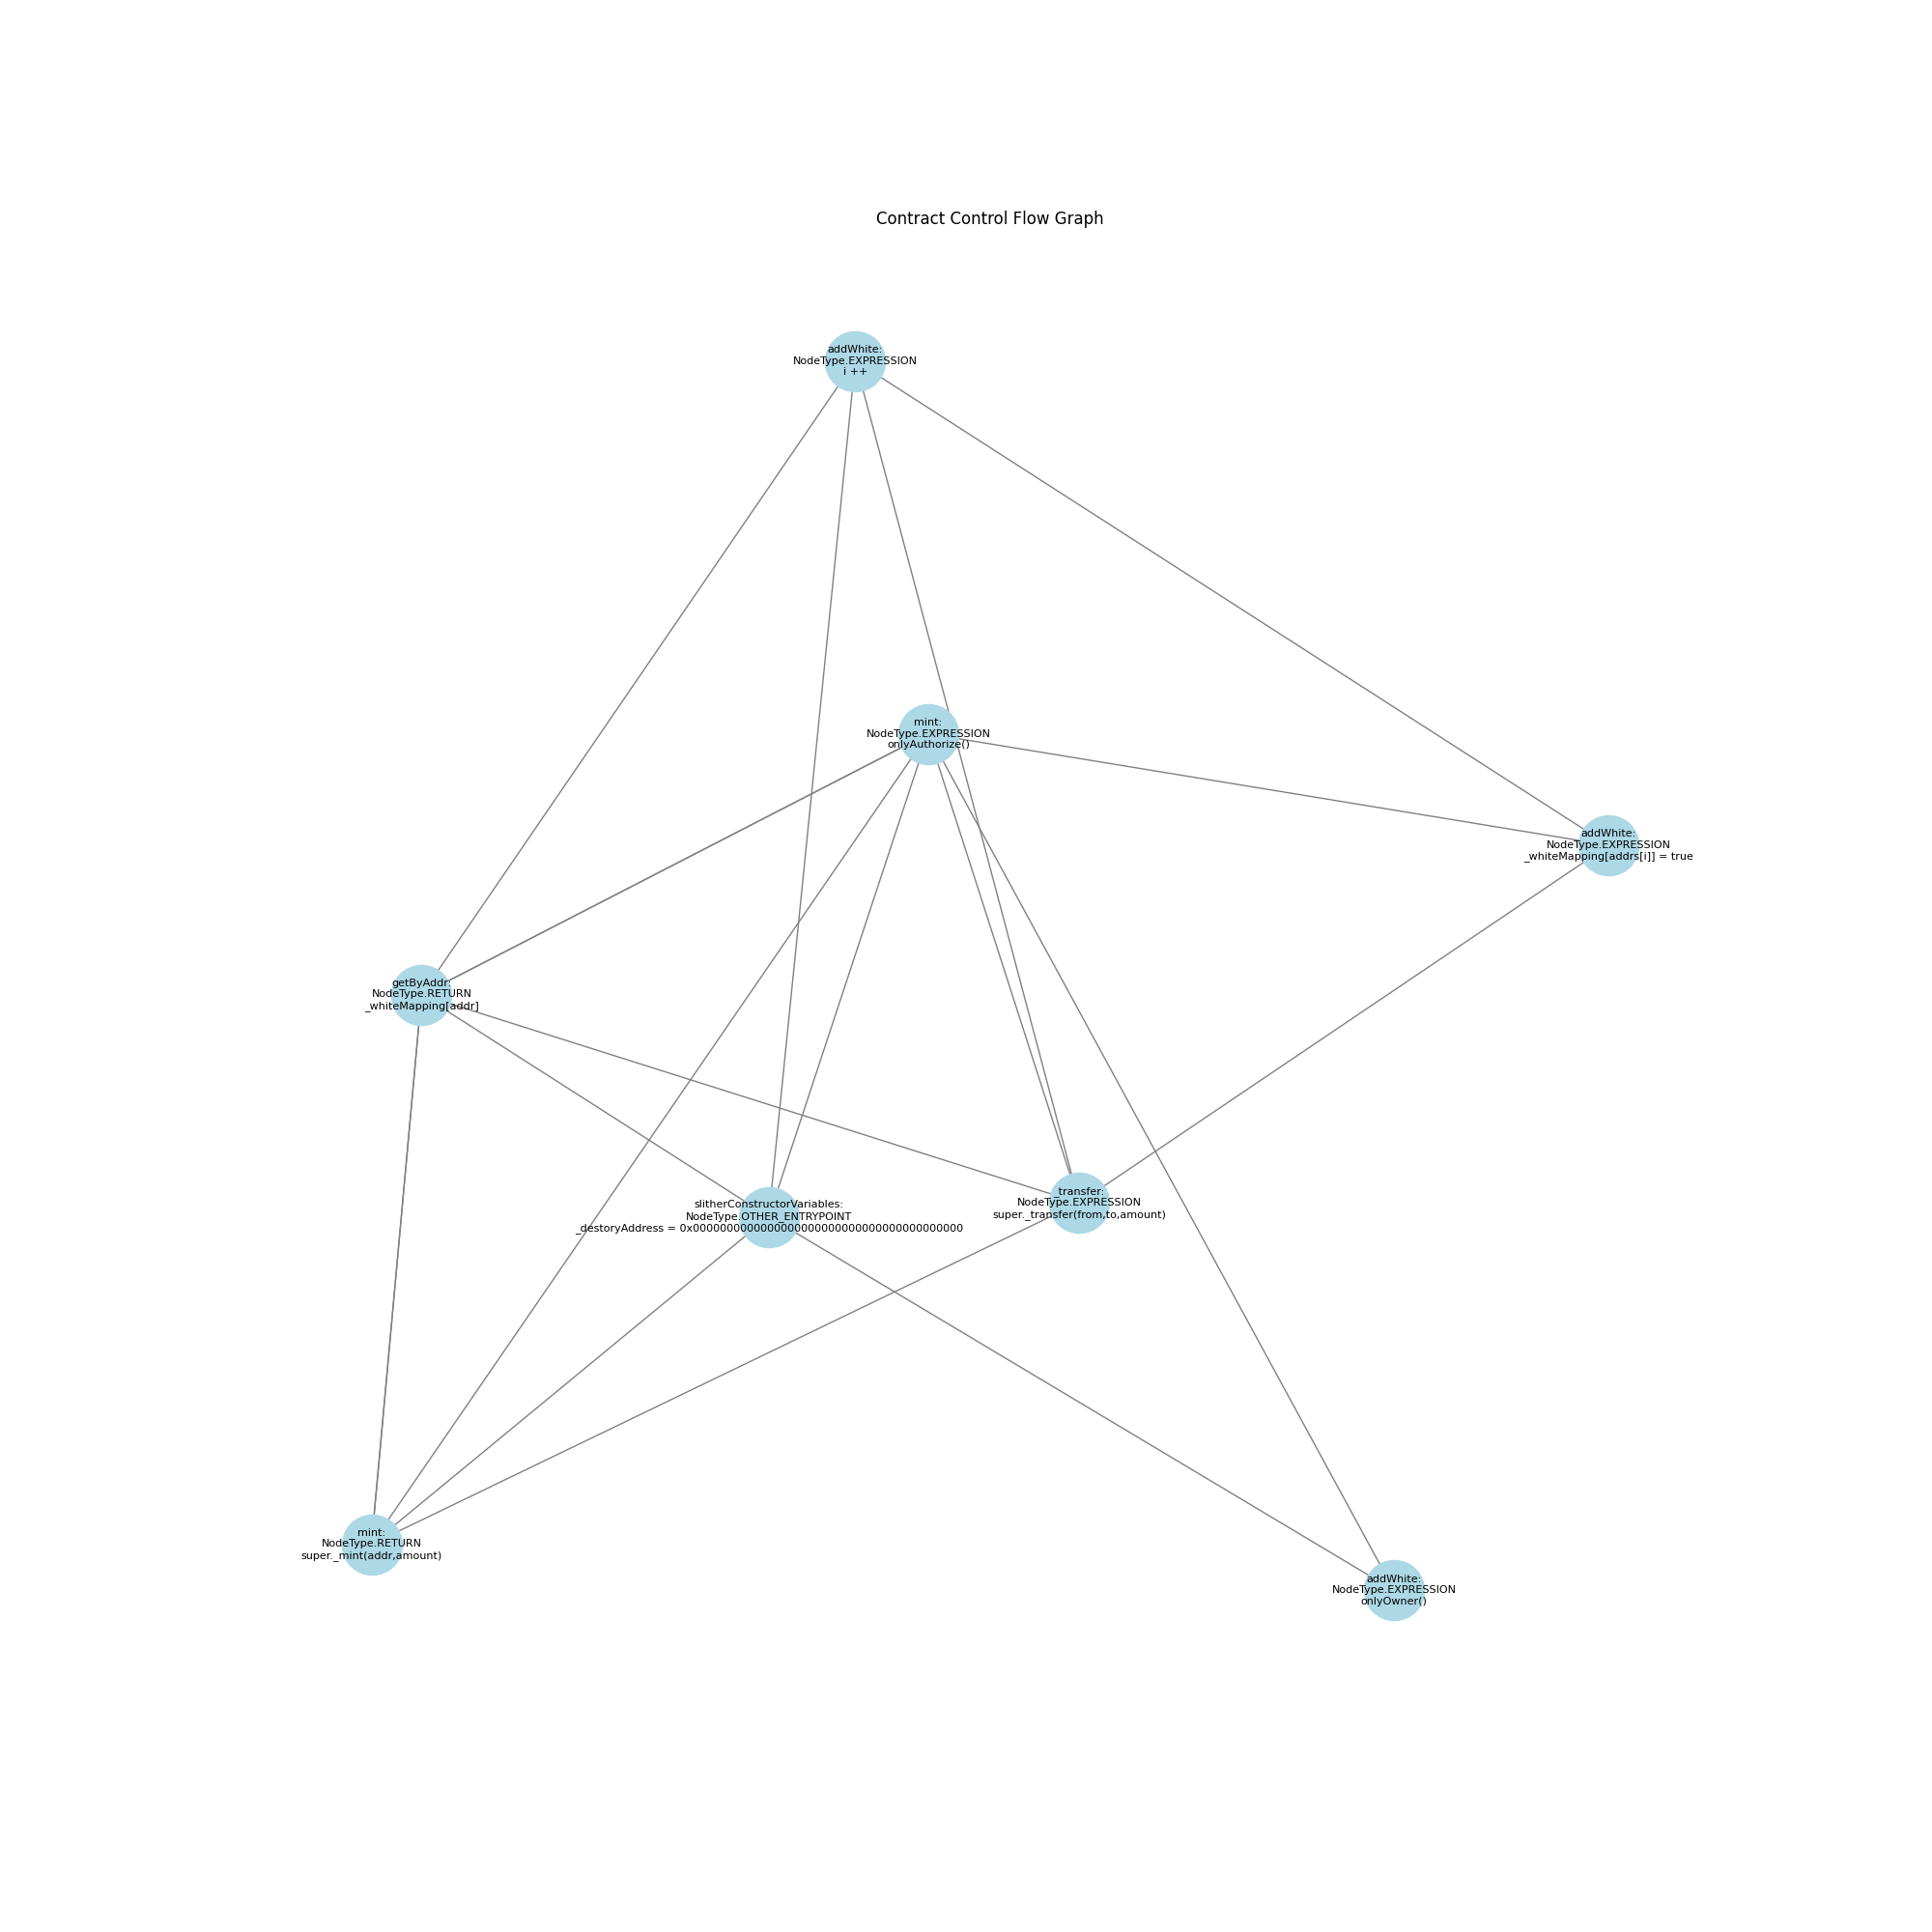 Contract Control Flow Graph
addWhite:
NodeType.EXPRESSION
i ++
mint:
NodeType.EXPRESSION
onlyAuthorize()
addWhite:
NodeType.EXPRESSION
_whiteMapping[addrs[i]] = true
getByAddr:
NodeType.RETURN
_whiteMapping[addr]
_transfer:
NodeType.EXPRESSION
super._transfer(from,to,amount)
slitherConstructorVariables:
NodeType.OTHER_ENTRYPOINT
_destoryAddress = 0x0000000000000000000000000000000000000000
mint:
NodeType.RETURN
super._mint(addr,amount)
addWhite:
NodeType.EXPRESSION
onlyOwner()